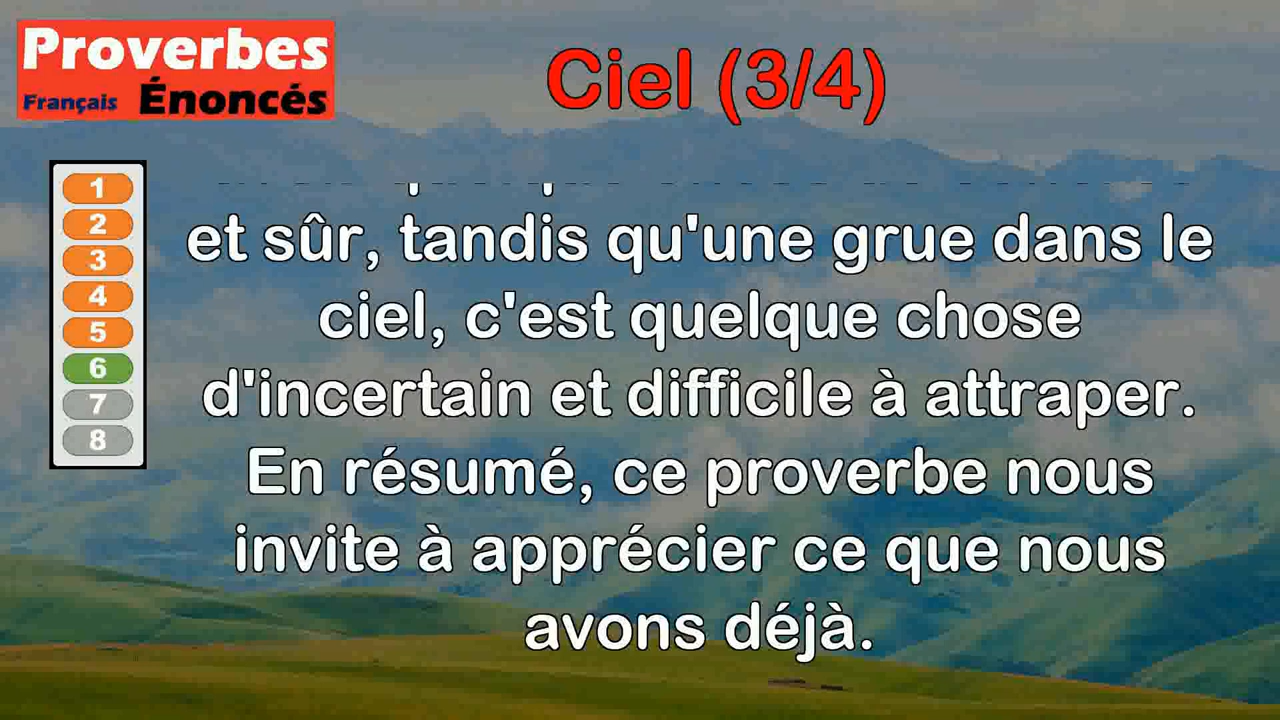 Proverbes
Français Énoncés
Ciel (3/4)
1
2
3
4
5
6
7
8
et sûr, tandis qu'une grue dans le
ciel, c'est quelque chose
d'incertain et difficile à attraper.
En résumé, ce proverbe nous
invite à apprécier ce que nous
avons déjà.